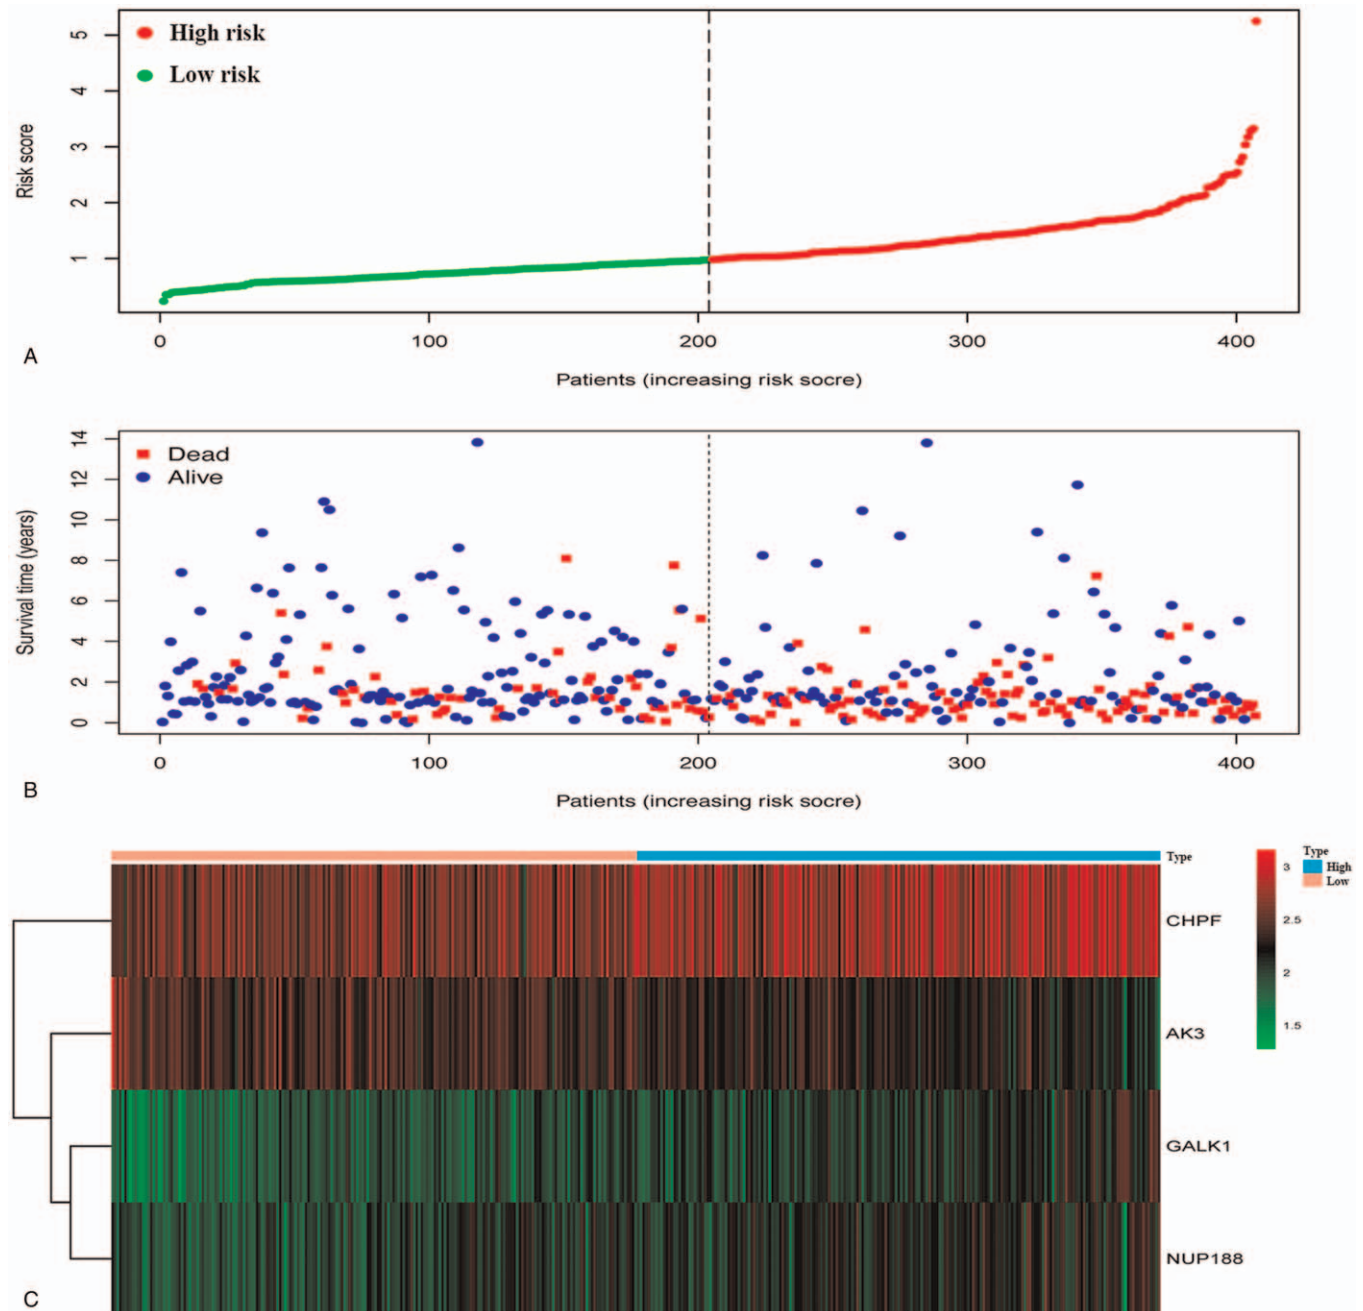 High risk
Low risk
Risk score
5
4
3
2
1
0 100 200 300 400
A
Patients (increasing risk socre)
Dead
Alive
Survival time (years)
14
12
10
8
6
4
2
0
0 100 200 300 400
B
Patients (increasing risk socre)
Type
CHPF
AK3
GALK1
NUP188
3
2.5
2
1.5
Type
High
Low
C